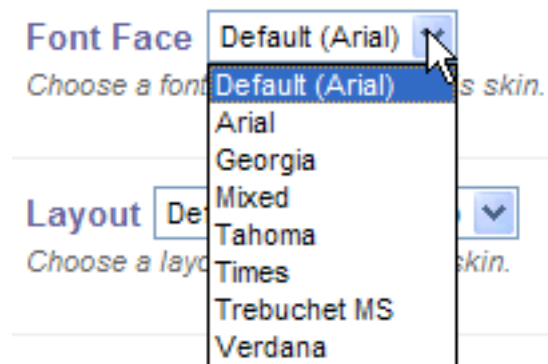 Font Face Default (Arial)
Choose a font Default (Arial) s skin.
Arial
Georgia
Mixed
Layout De
Tahoma
Choose a layo skin.
Times
Trebuchet MS
Verdana